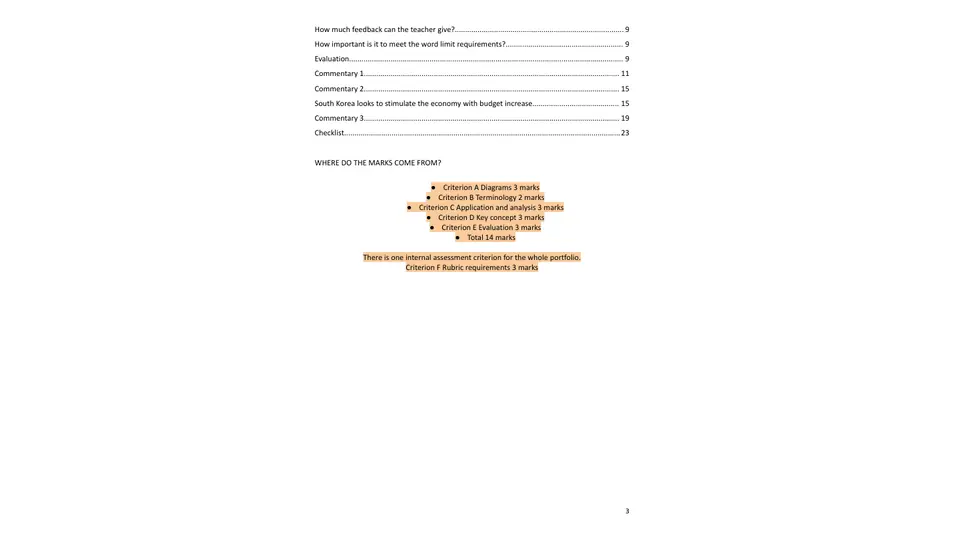 How much feedback can the teacher give?............................................................................... 9
How important is it to meet the word limit requirements?....................................................... 9
Evaluation................................................................................................................................. 9
Commentary 1........................................................................................................................ 11
Commentary 2........................................................................................................................ 15
South Korea looks to stimulate the economy with budget increase......................................... 15
Commentary 3........................................................................................................................ 19
Checklist..................................................................................................................................23
WHERE DO THE MARKS COME FROM?
● Criterion A Diagrams 3 marks
● Criterion B Terminology 2 marks
● Criterion C Application and analysis 3 marks
● Criterion D Key concept 3 marks
● Criterion E Evaluation 3 marks
● Total 14 marks
There is one internal assessment criterion for the whole portfolio.
Criterion F Rubric requirements 3 marks
3